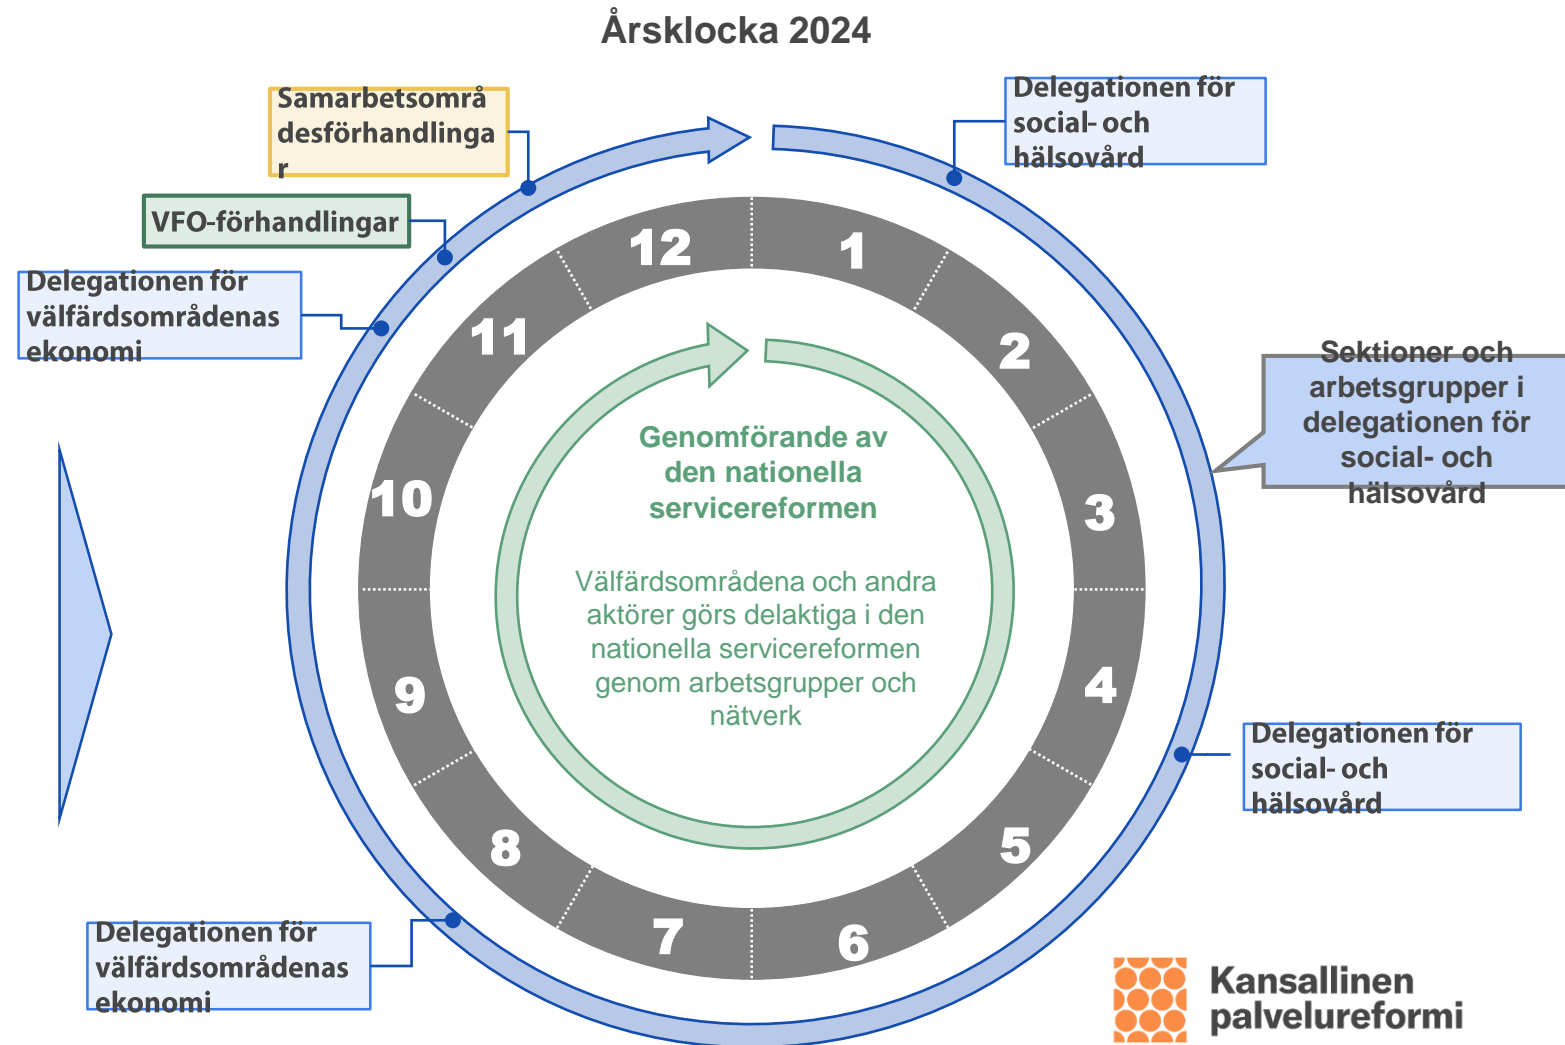 Årsklocka 2024
Samarbetsområ
desförhandlinga
r
VFO-förhandlingar
Delegationen för
välfärdsområdenas
ekonomi
Delegationen för
social- och
hälsovård
12
1
11
2
10
3
9
4
8
5
7
6
Genomförande av
den nationella
servicereformen
Välfärdsområdena och andra
aktörer görs delaktiga i den
nationella servicereformen
genom arbetsgrupper och
nätverk
Sektioner och
arbetsgrupper i
delegationen för
social- och
hälsovård
Delegationen för
social- och
hälsovård
Delegationen för
välfärdsområdenas
ekonomi
Kansallinen
palvelureformi